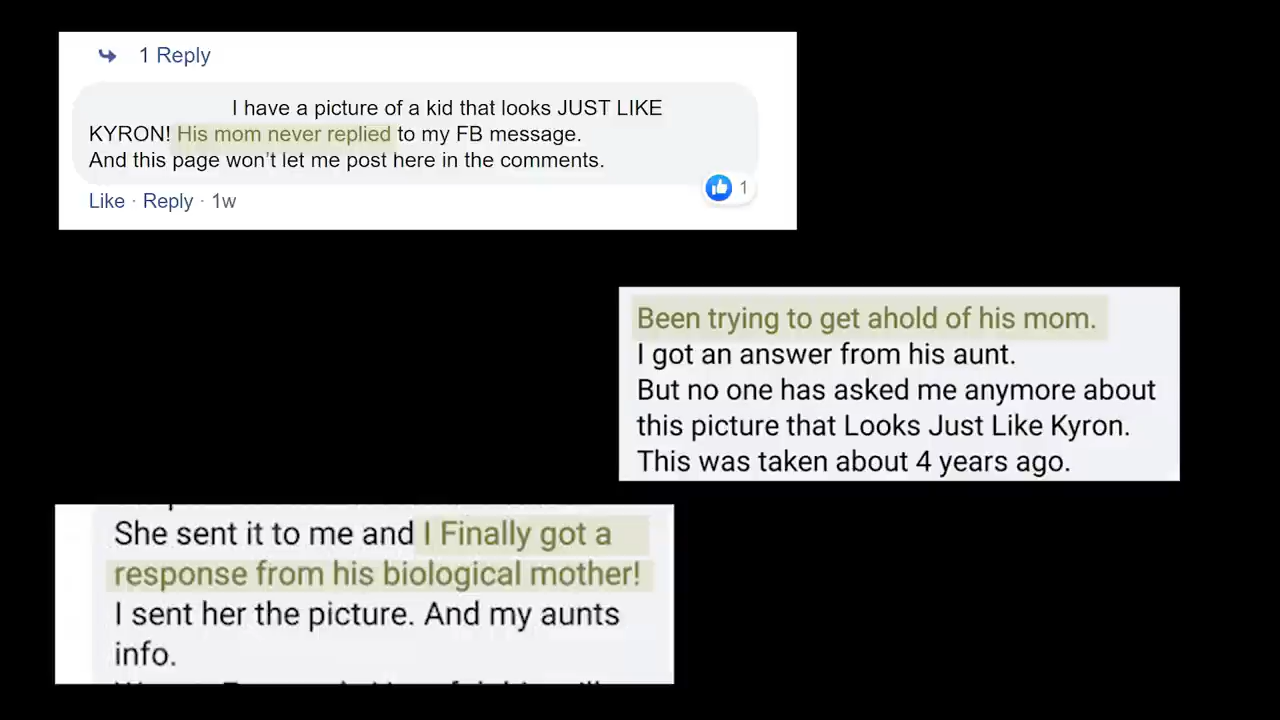 1 Reply
I have a picture of a kid that looks JUST LIKE
KYRON! His mom never replied to my FB message.
And this page won't let me post here in the comments.
1
Like · Reply · 1w
Been trying to get ahold of his mom.
I got an answer from his aunt.
But no one has asked me anymore about
this picture that Looks Just Like Kyron.
This was taken about 4 years ago.
She sent it to me and I Finally got a
response from his biological mother!
I sent her the picture. And my aunts
info.